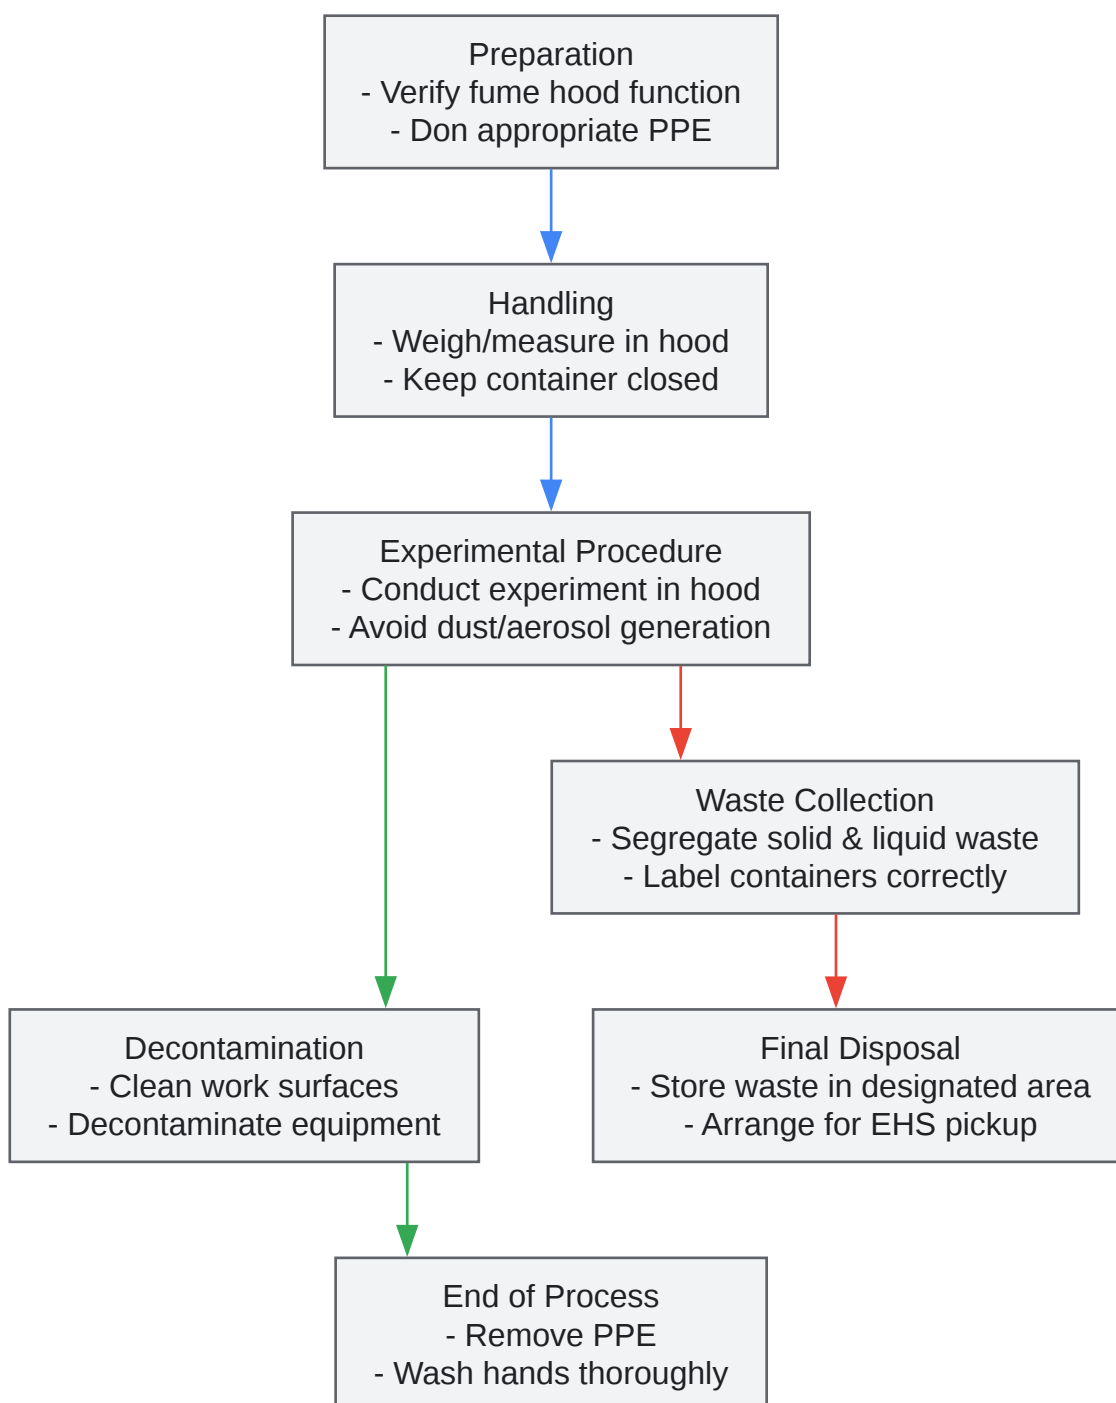 Preparation
- Verify fume hood function
- Don appropriate PPE
Handling
- Weigh/measure in hood
- Keep container closed
Experimental Procedure
- Conduct experiment in hood
- Avoid dust/aerosol generation
Waste Collection
- Segregate solid & liquid waste
- Label containers correctly
Decontamination
- Clean work surfaces
- Decontaminate equipment
Final Disposal
- Store waste in designated area
- Arrange for EHS pickup
End of Process
- Remove PPE
- Wash hands thoroughly